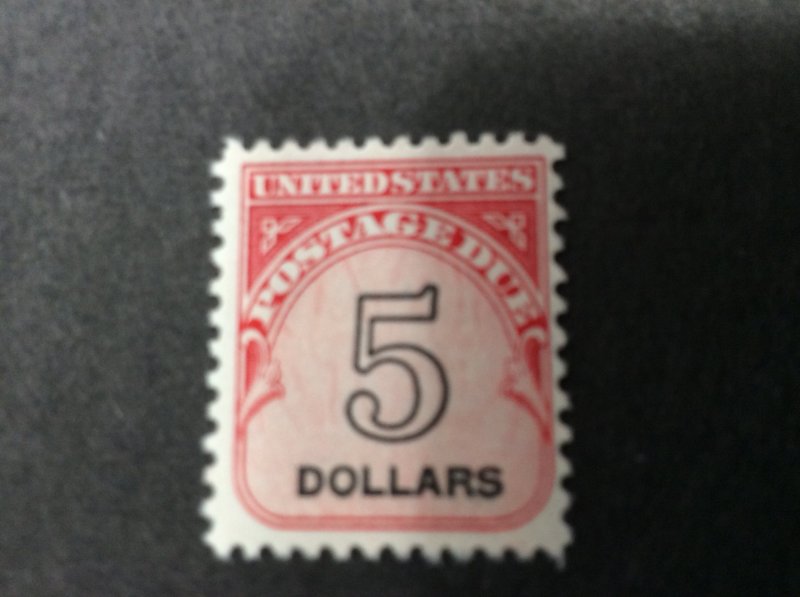 UNITED STATES
POSTAGE DUE
5
DOLLARS